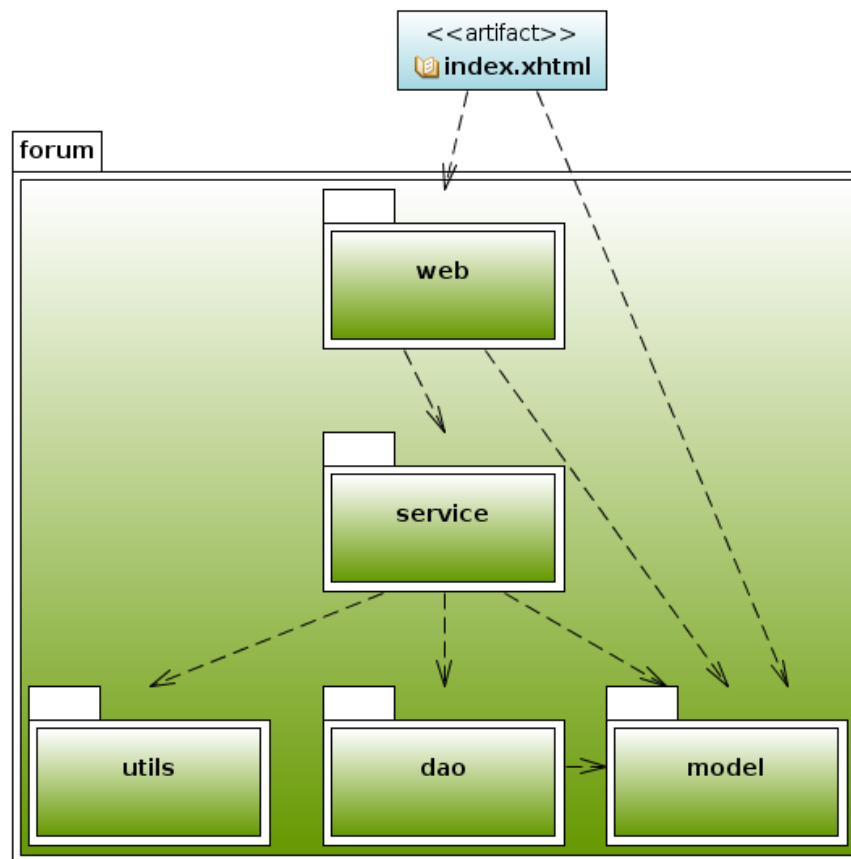 <<artifact>>
index.xhtml
forum
web
service
utils
dao
model